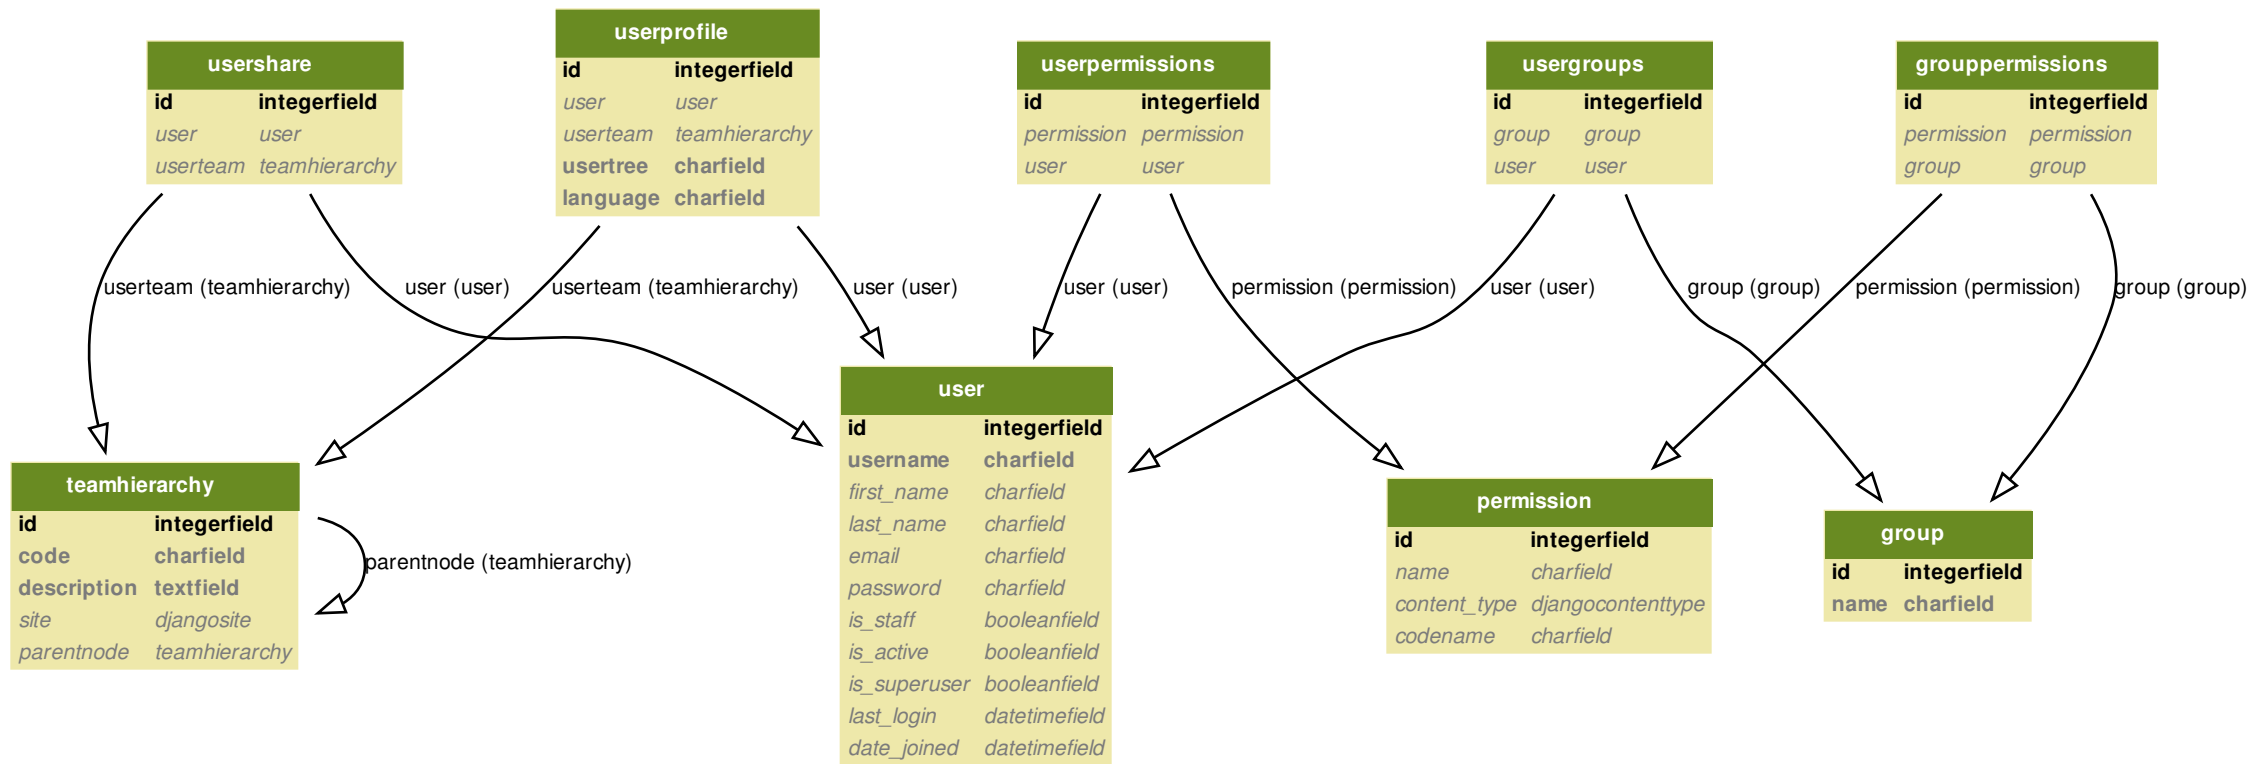 usershare
id integerfield
user user
userteam teamhierarchy
userprofile
id integerfield
user user
userteam teamhierarchy
usertree charfield
language charfield
userpermissions
id integerfield
permission permission
user user
usergroups
id integerfield
group group
user user
grouppermissions
id integerfield
permission permission
group group
userteam (teamhierarchy)
user (user)
userteam (teamhierarchy)
user (user)
user (user)
permission (permission)
user (user)
group (group)
permission (permission)
group (group)
teamhierarchy
id integerfield
code charfield
description textfield
site djangosite
parentnode teamhierarchy
parentnode (teamhierarchy)
user
id integerfield
username charfield
first_name charfield
last_name charfield
email charfield
password charfield
is_staff booleanfield
is_active booleanfield
is_superuser booleanfield
last_login datetimefield
date_joined datetimefield
permission
id integerfield
name charfield
content_type djangocontenttype
codename charfield
group
id integerfield
name charfield